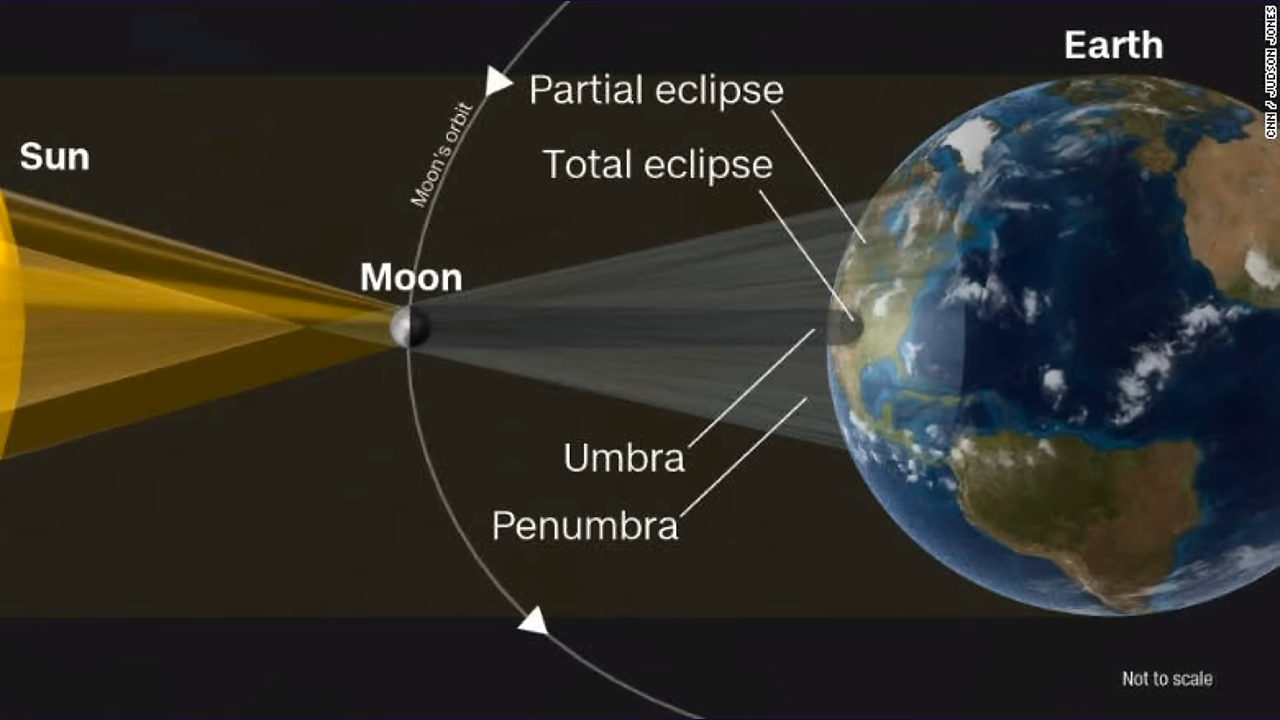 Earth
CNN / JUDSON JONES
Partial eclipse
Sun
Moon's orbit
Total eclipse
Moon
Umbra
Penumbra
Not to scale